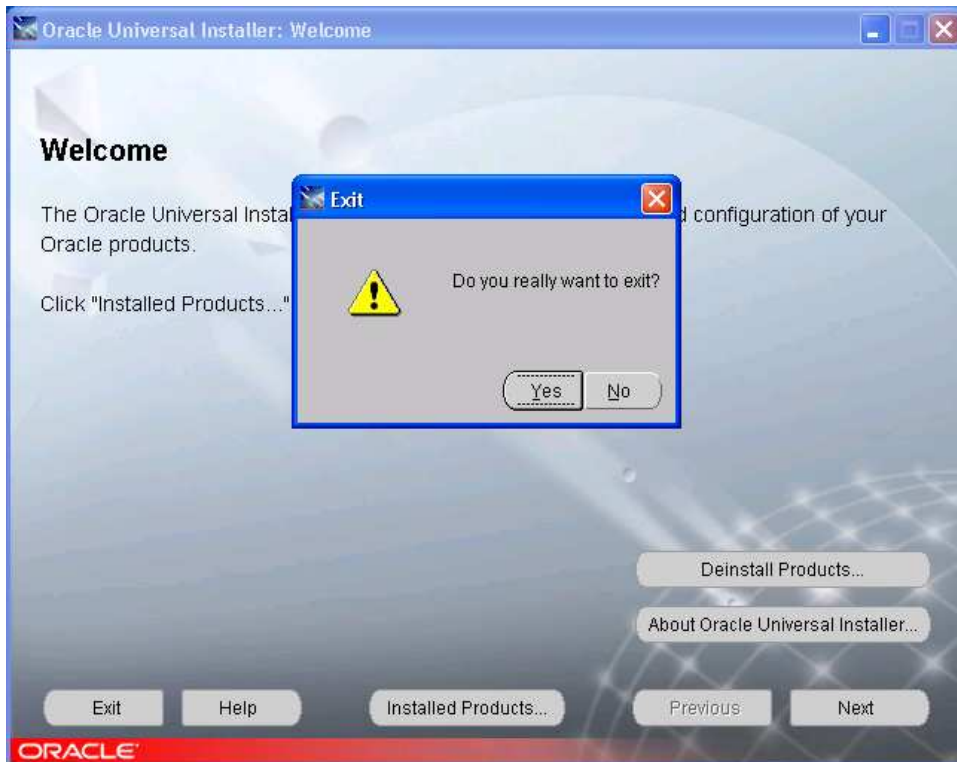 Oracle Universal Installer: Welcome
Welcome
The Oracle Universal Instal
d configuration of your
Oracle products.
Click "Installed Products..."
Exit
Do you really want to exit?
Yes
No
Deinstall Products...
About Oracle Universal Installer...
Exit
Help
Installed Products...
Previous
Next
ORACLE